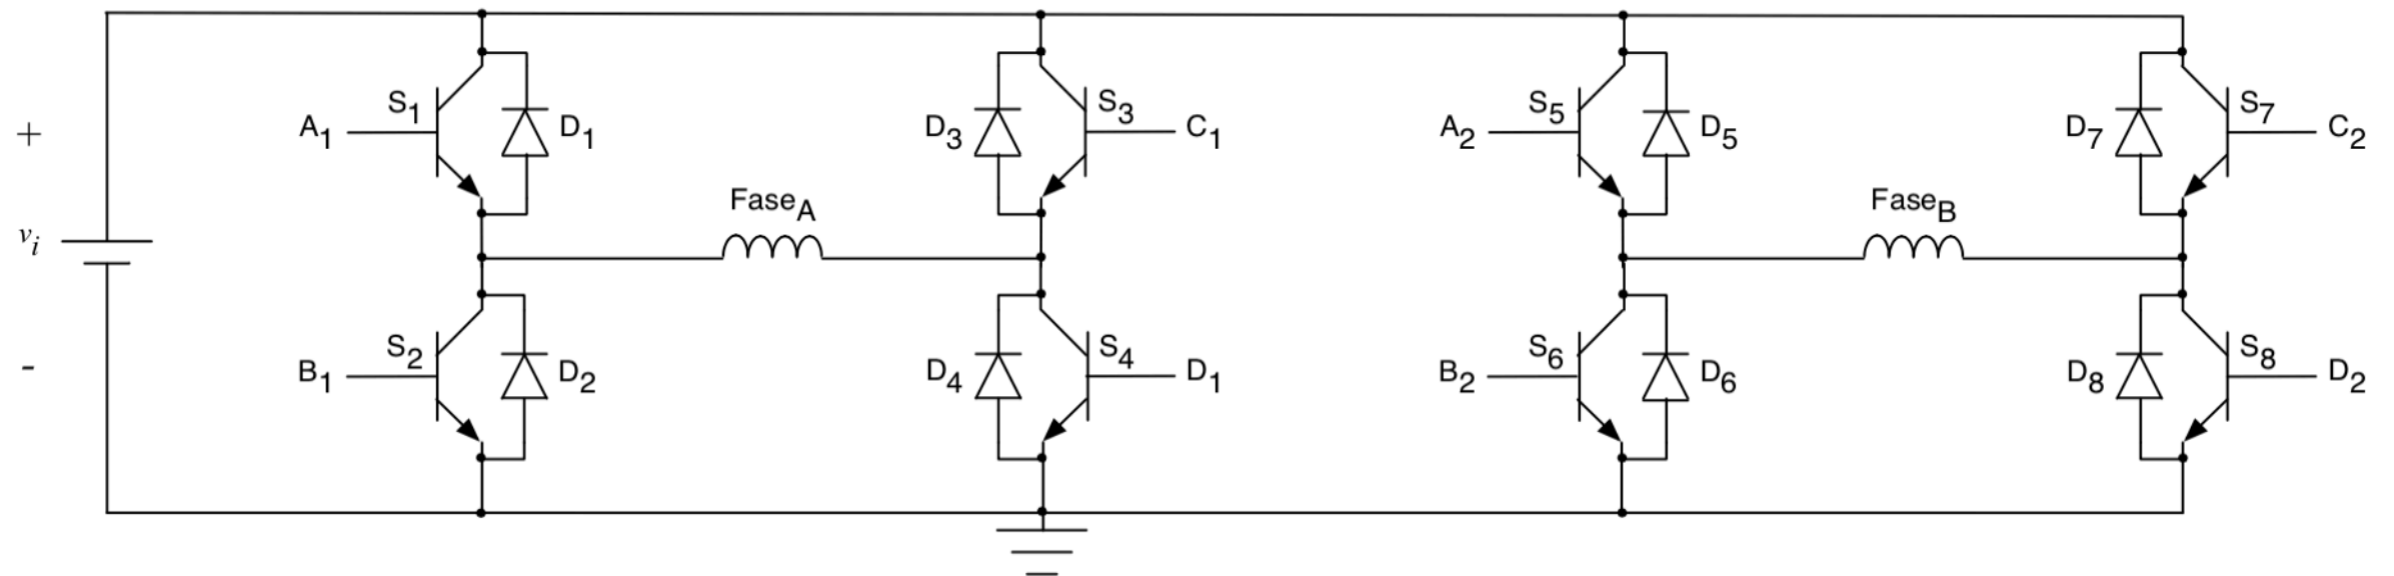 S1 D1 D3 S3 S5 D5 D7 S7
+ A1 C1 A2 C2
FaseA FaseB
vi
S2 D2 D4 S4 S6 D6 D8 S8
- B1 D1 B2 D2